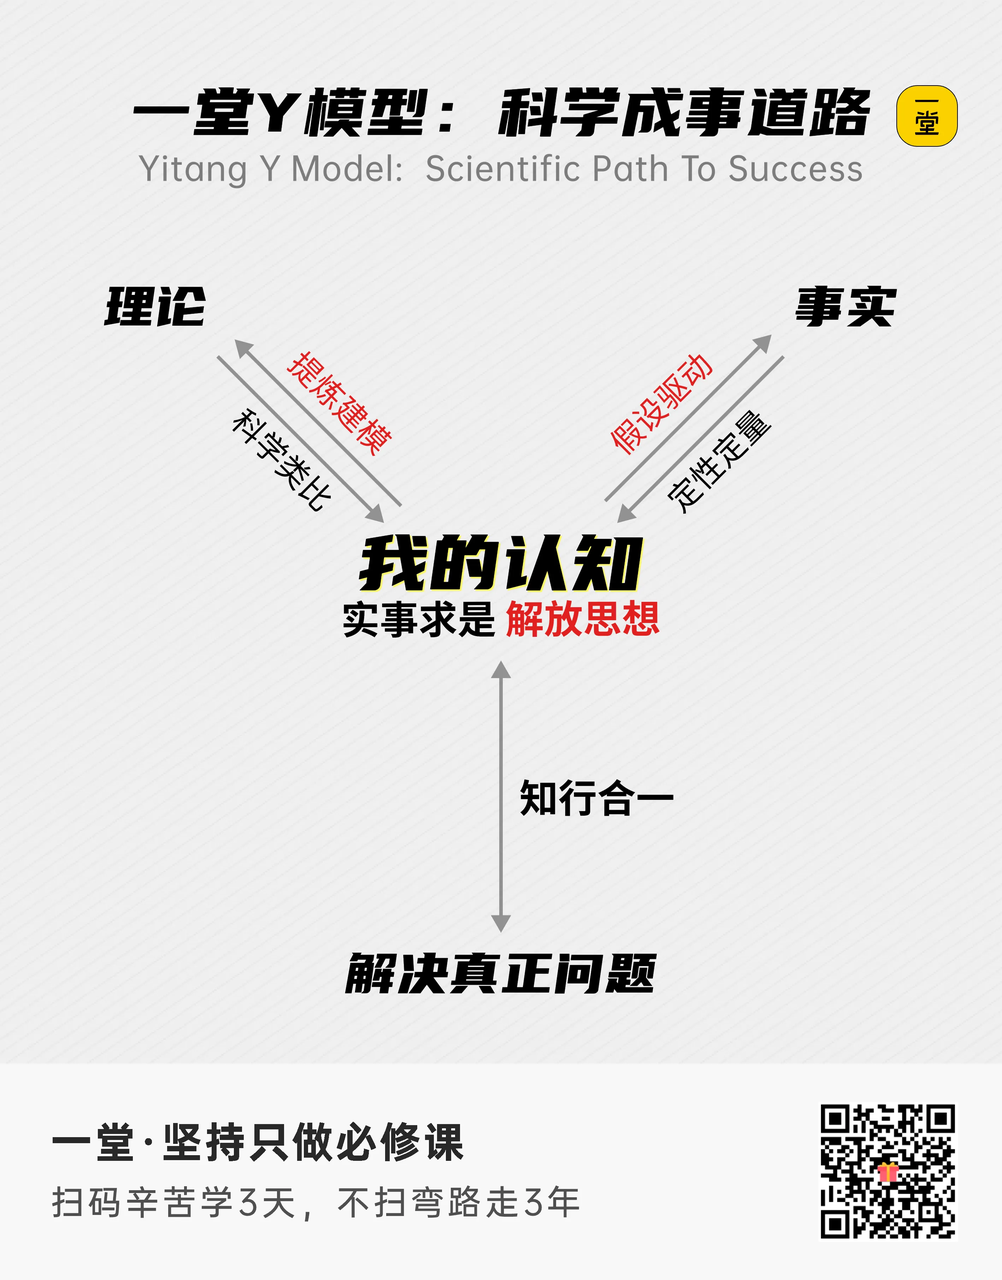 一堂Y模型：科学成事道路
一堂
Yitang Y Model: Scientific Path To Success
理论
事实
提炼建模
科学类比
假设驱动
定性定量
我的认知
实事求是 解放思想
知行合一
解决真正问题
一堂·坚持只做必修课
扫码辛苦学3天，不扫弯路走3年